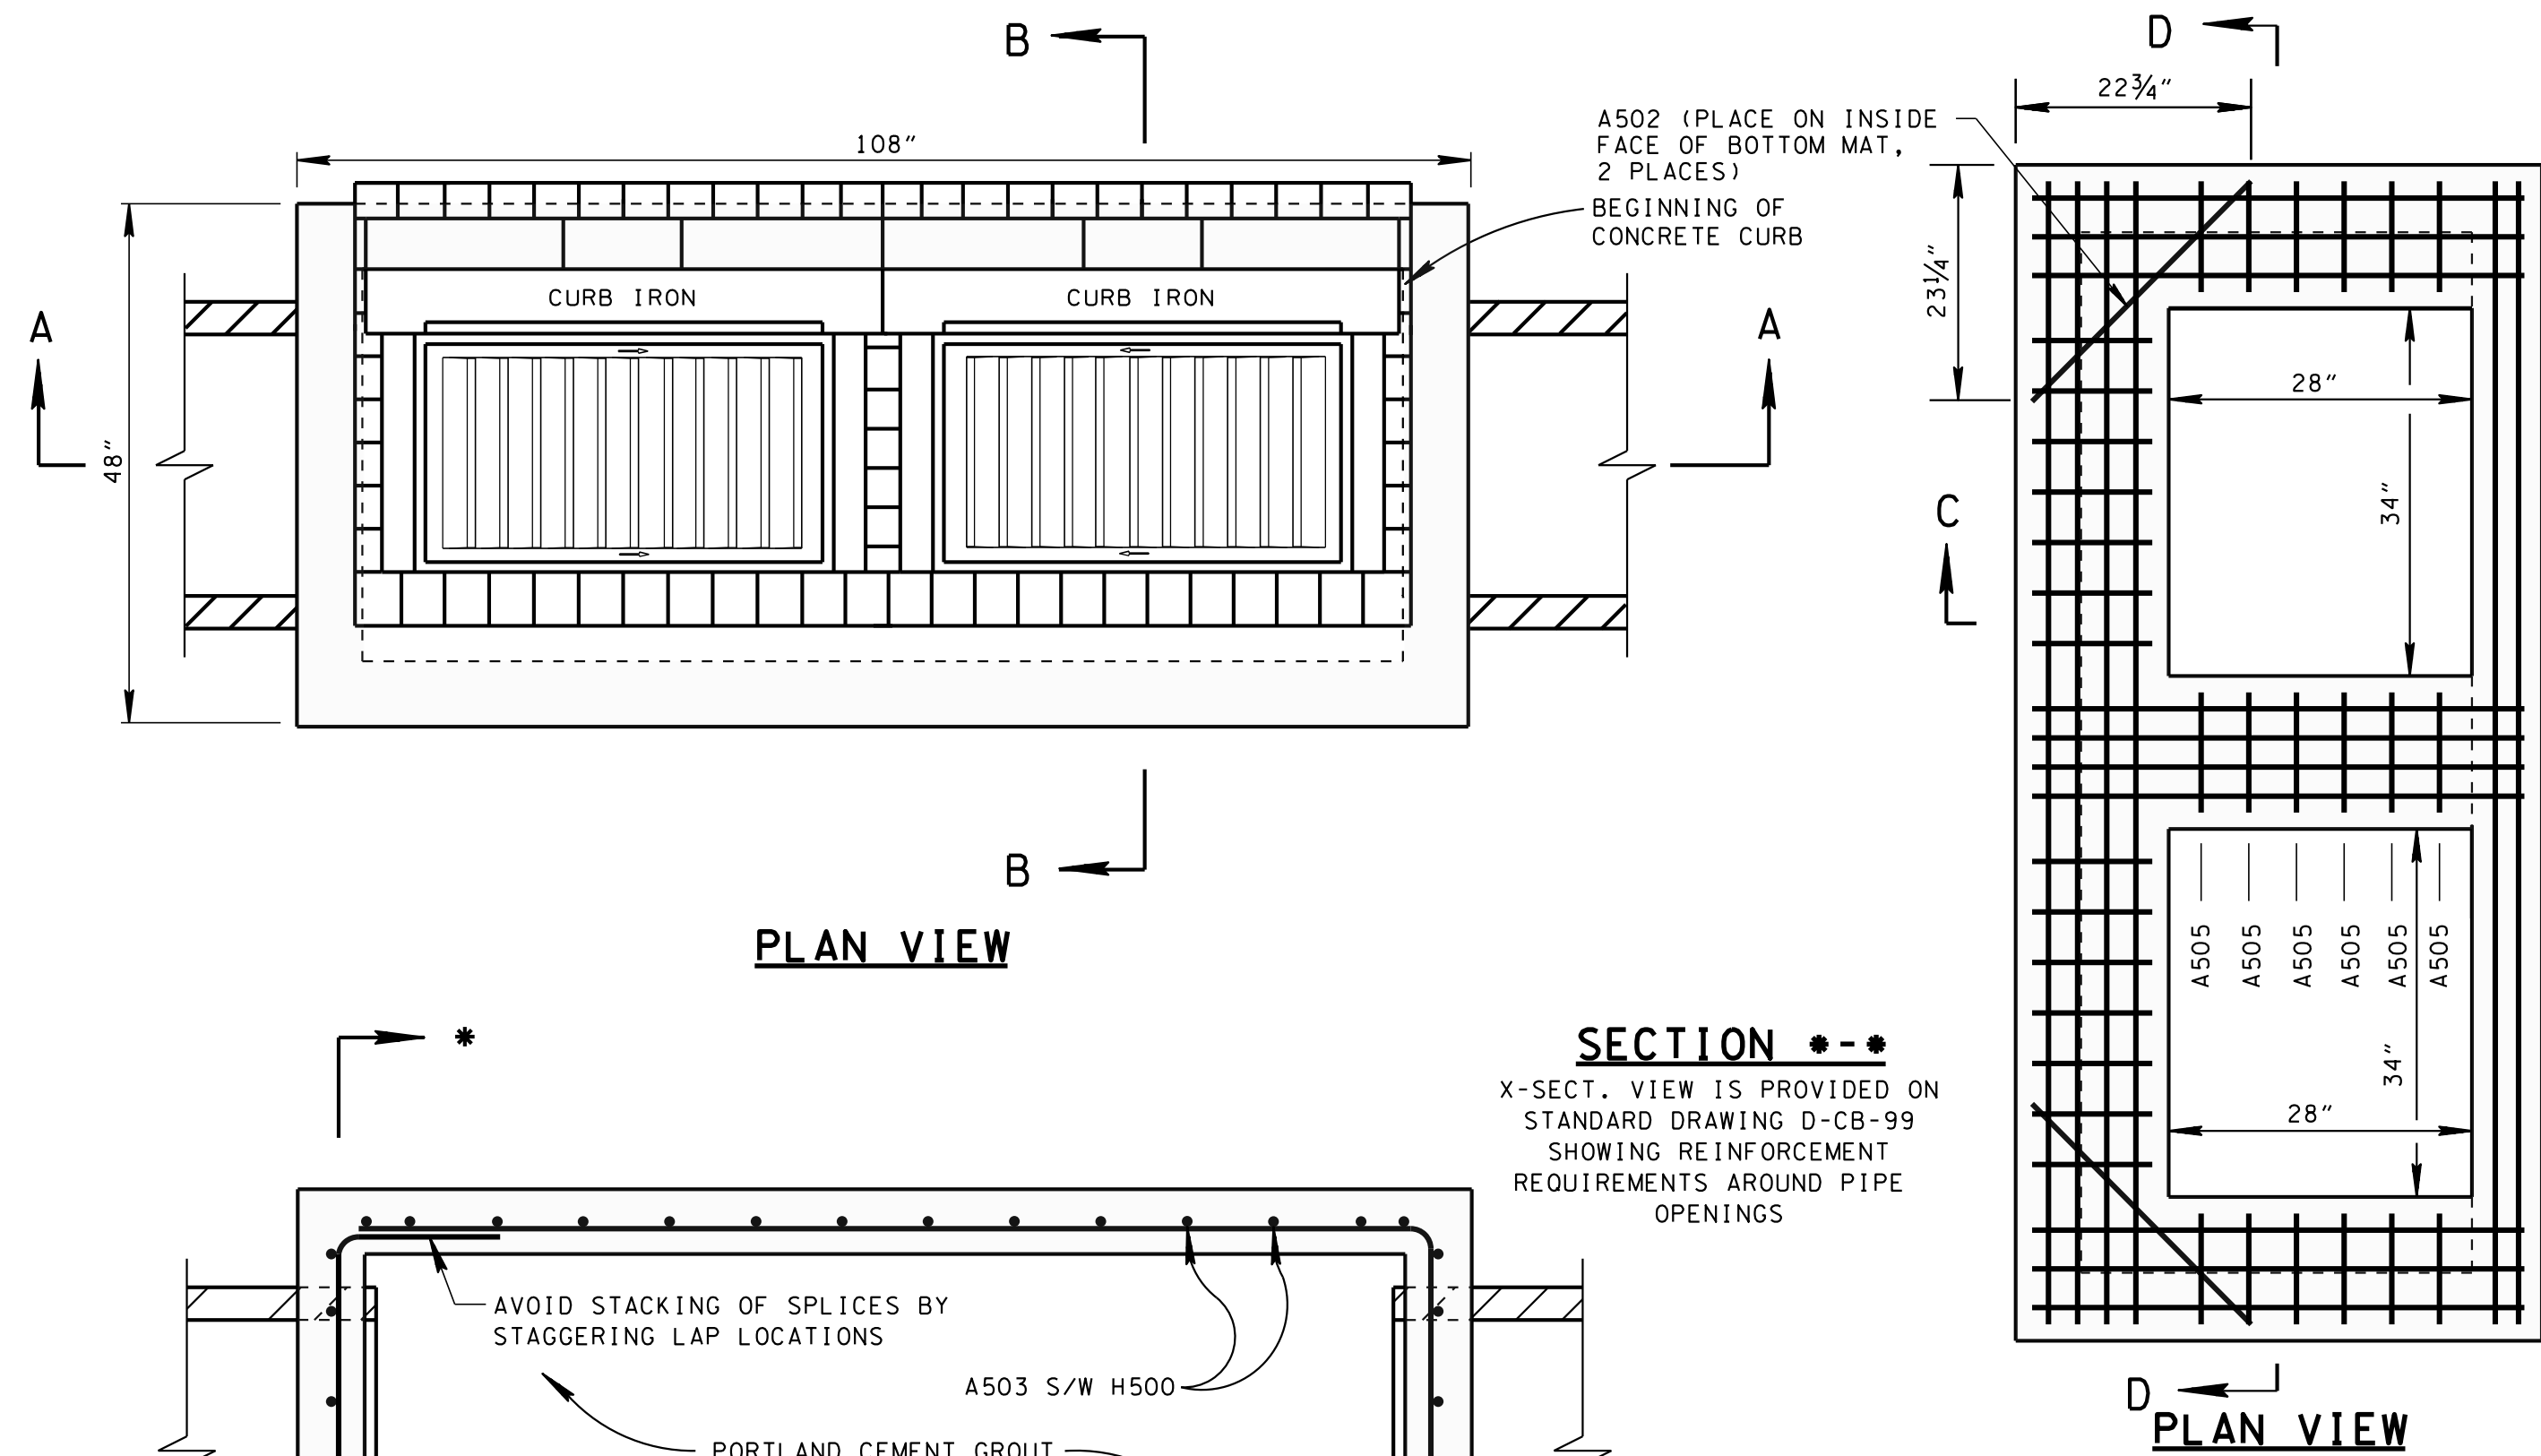 B
108"
A502 (PLACE ON INSIDE
FACE OF BOTTOM MAT,
2 PLACES)
BEGINNING OF
CONCRETE CURB
CURB IRON
CURB IRON
A
A
48"
B
PLAN VIEW
D
22¾"
23¼"
28"
34"
C
A505
A505
A505
A505
A505
A505
34"
28"
D
PLAN VIEW
*
SECTION *-*
X-SECT. VIEW IS PROVIDED ON
STANDARD DRAWING D-CB-99
SHOWING REINFORCEMENT
REQUIREMENTS AROUND PIPE
OPENINGS
AVOID STACKING OF SPLICES BY
STAGGERING LAP LOCATIONS
A503 S/W H500
PORTLAND CEMENT GROUT